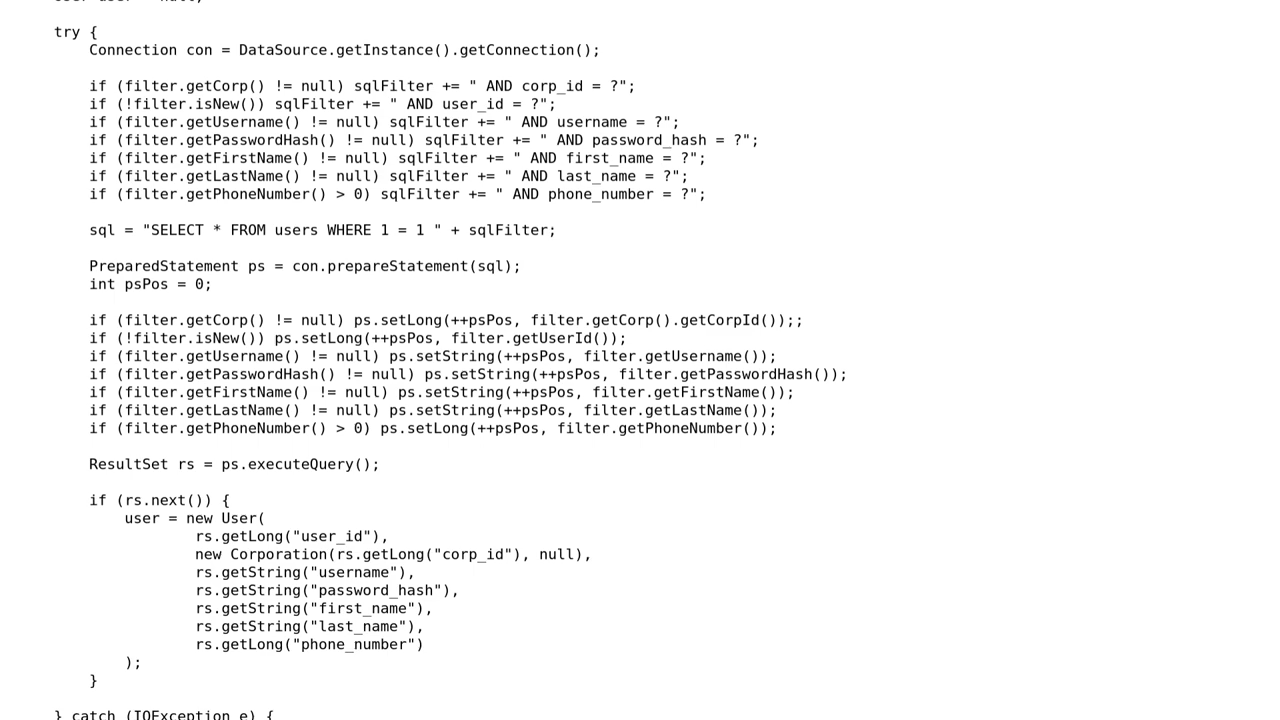 try {
Connection con = DataSource.getInstance().getConnection();
if (filter.getCorp() != null) sqlFilter += " AND corp_id = ?";
if (!filter.isNew()) sqlFilter += " AND user_id = ?";
if (filter.getUsername() != null) sqlFilter += " AND username = ?";
if (filter.getPasswordHash() != null) sqlFilter += " AND password_hash = ?";
if (filter.getFirstName() != null) sqlFilter += " AND first_name = ?";
if (filter.getLastName() != null) sqlFilter += " AND last_name = ?";
if (filter.getPhoneNumber() > 0) sqlFilter += " AND phone_number = ?";
sql = "SELECT * FROM users WHERE 1 = 1 " + sqlFilter;
PreparedStatement ps = con.prepareStatement(sql);
int psPos = 0;
if (filter.getCorp() != null) ps.setLong(++psPos, filter.getCorp().getCorpId());;
if (!filter.isNew()) ps.setLong(++psPos, filter.getUserId());
if (filter.getUsername() != null) ps.setString(++psPos, filter.getUsername());
if (filter.getPasswordHash() != null) ps.setString(++psPos, filter.getPasswordHash());
if (filter.getFirstName() != null) ps.setString(++psPos, filter.getFirstName());
if (filter.getLastName() != null) ps.setString(++psPos, filter.getLastName());
if (filter.getPhoneNumber() > 0) ps.setLong(++psPos, filter.getPhoneNumber());
ResultSet rs = ps.executeQuery();
if (rs.next()) {
user = new User(
rs.getLong("user_id"),
new Corporation(rs.getLong("corp_id"), null),
rs.getString("username"),
rs.getString("password_hash"),
rs.getString("first_name"),
rs.getString("last_name"),
rs.getLong("phone_number")
);
}
} catch (IOException e) {